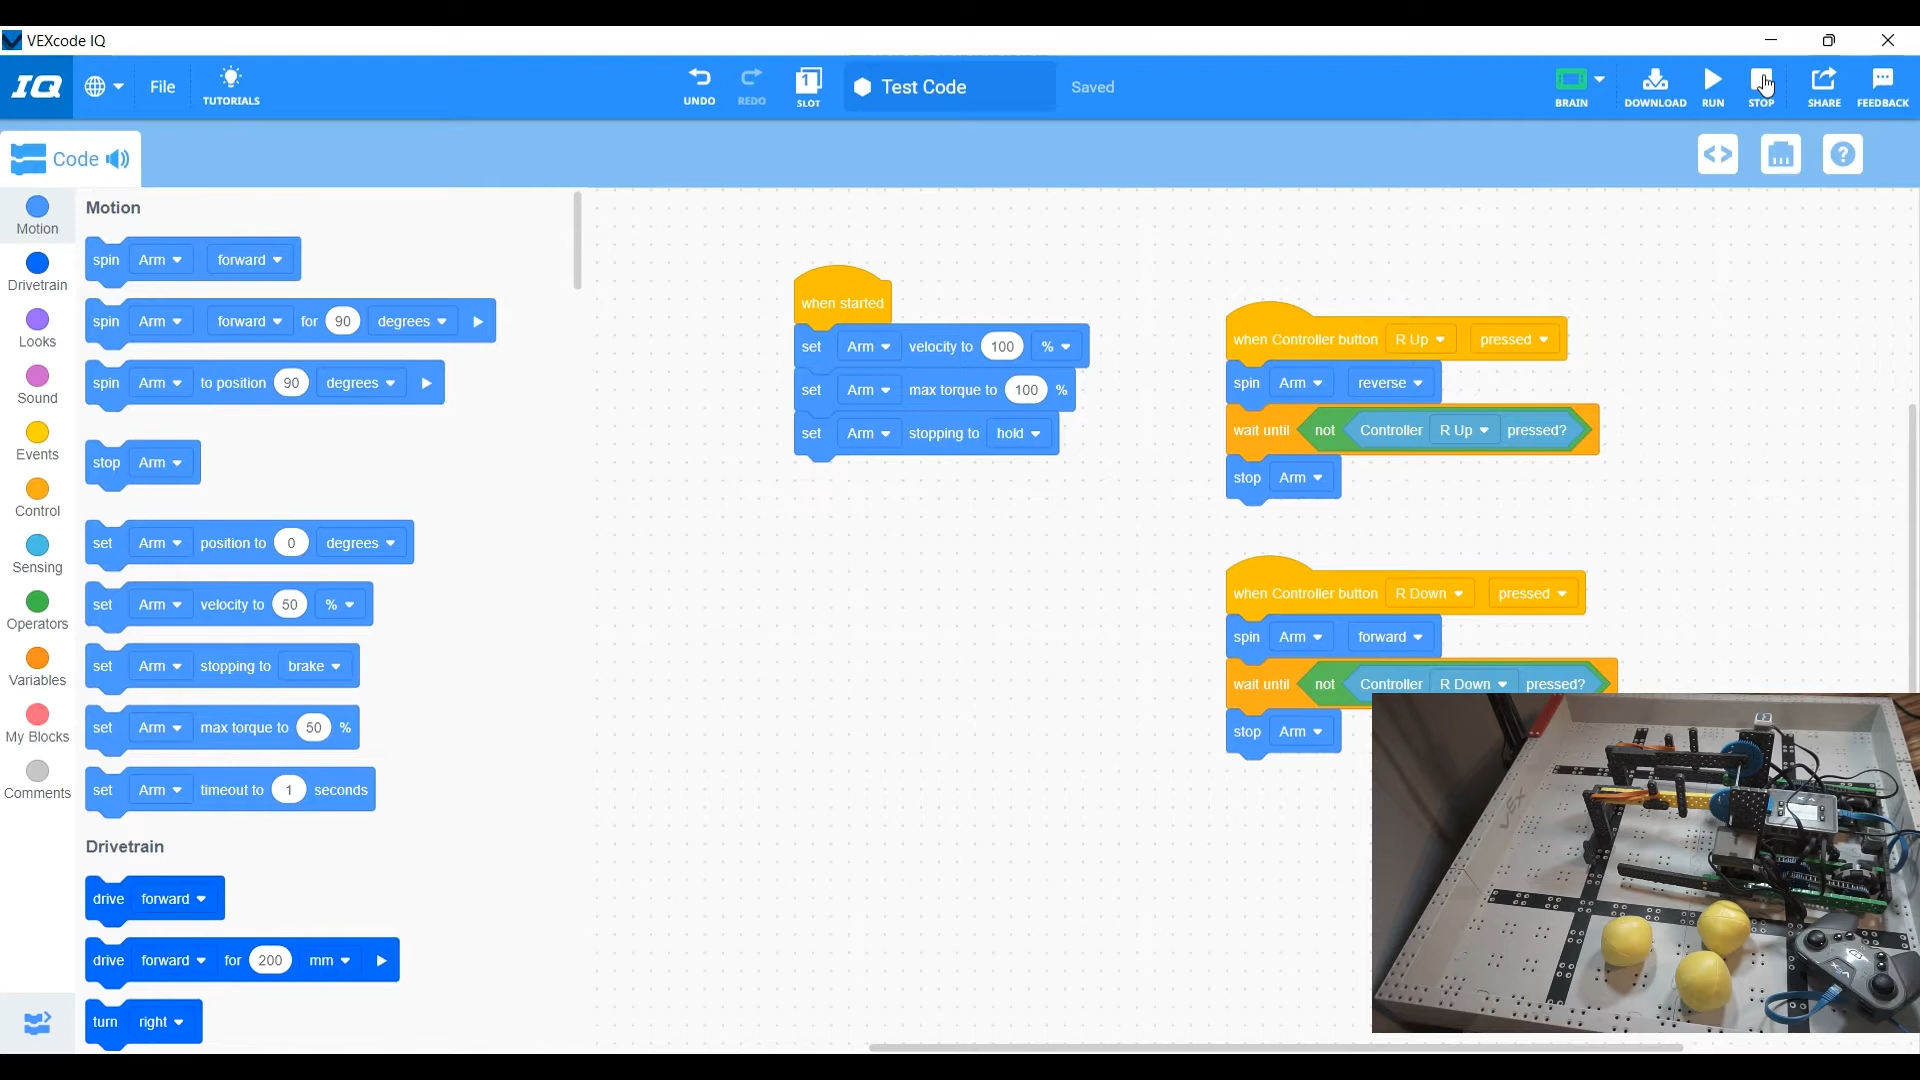 VEXcode IQ
IQ
File
TUTORIALS
UNDO
REDO
1
SLOT
Test Code
Saved
BRAIN
DOWNLOAD
RUN
STOP
SHARE
FEEDBACK
Code
Motion
Drivetrain
Looks
Sound
Events
Control
Sensing
Operators
Variables
My Blocks
Comments
Motion
spin Arm forward
spin Arm forward for 90 degrees
spin Arm to position 90 degrees
stop Arm
set Arm position to 0 degrees
set Arm velocity to 50 %
set Arm stopping to brake
set Arm max torque to 50 %
set Arm timeout to 1 seconds
Drivetrain
drive forward
drive forward for 200 mm
turn right
when started
set Arm velocity to 100 %
set Arm max torque to 100 %
set Arm stopping to hold
when Controller button R Up pressed
spin Arm reverse
wait until not Controller R Up pressed?
stop Arm
when Controller button R Down pressed
spin Arm forward
wait until not Controller R Down pressed?
stop Arm
VEX